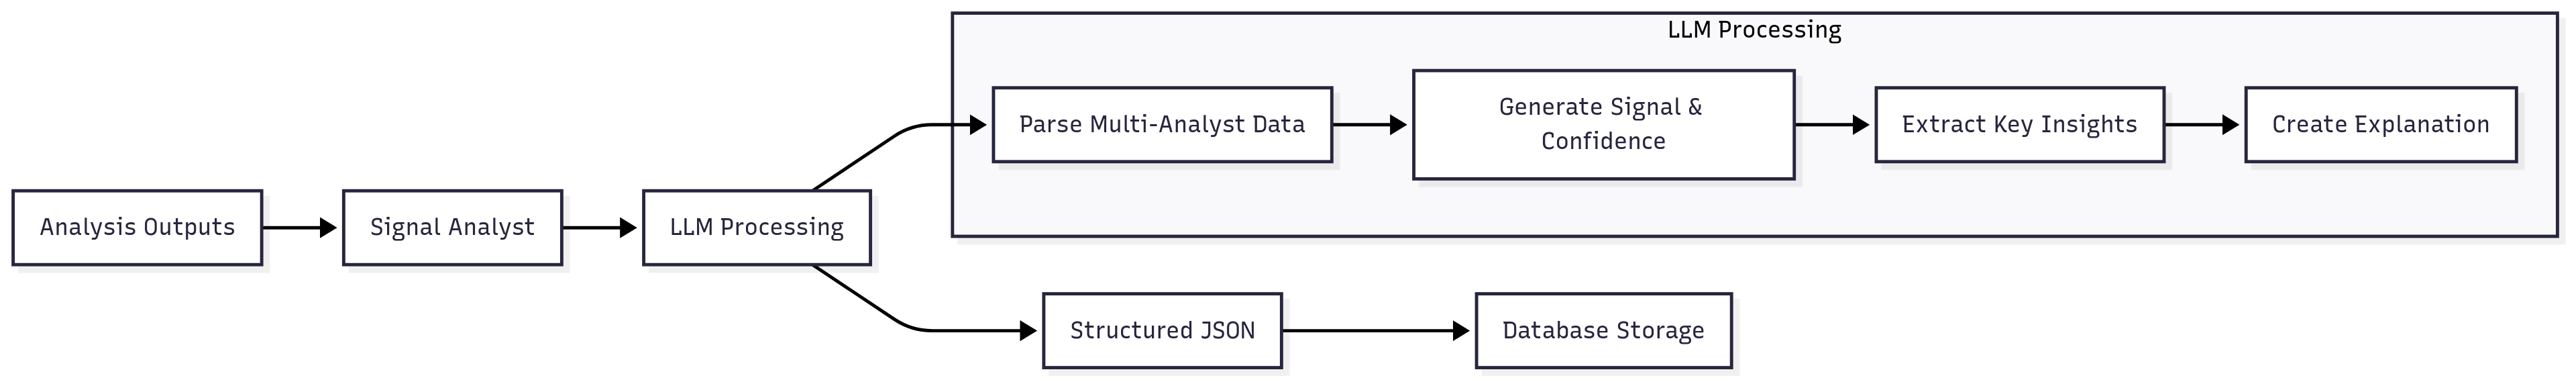 LLM Processing
Parse Multi-Analyst Data
Generate Signal &
Confidence
Extract Key Insights
Create Explanation
Analysis Outputs
Signal Analyst
LLM Processing
Structured JSON
Database Storage